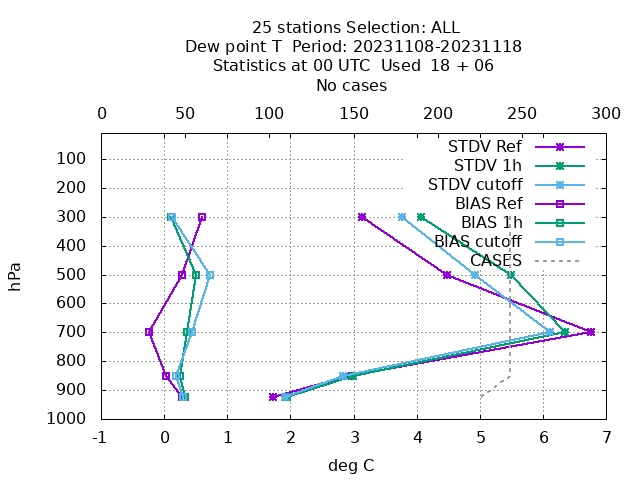 25 stations Selection: ALL
Dew point T  Period: 20231108-20231118
Statistics at 00 UTC  Used  18 + 06
No cases
0 50 100 150 200 250 300
STDV Ref
STDV 1h
STDV cutoff
BIAS Ref
BIAS 1h
BIAS cutoff
CASES
100
200
300
400
500
600
700
800
900
1000
hPa
-1 0 1 2 3 4 5 6 7
deg C